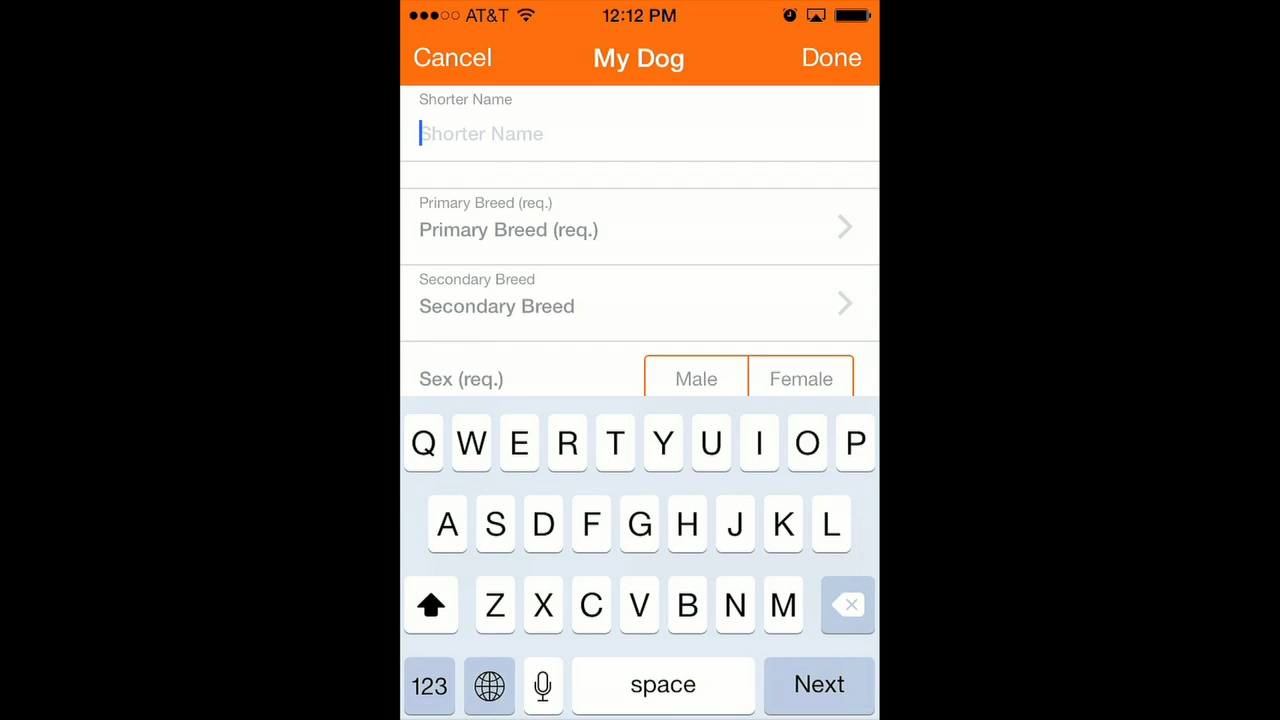 AT&T 12:12 PM
Cancel My Dog Done
Shorter Name
Shorter Name
Primary Breed (req.)
Primary Breed (req.)
Secondary Breed
Secondary Breed
Sex (req.) Male Female
Q W E R T Y U I O P
A S D F G H J K L
Z X C V B N M
123 space Next